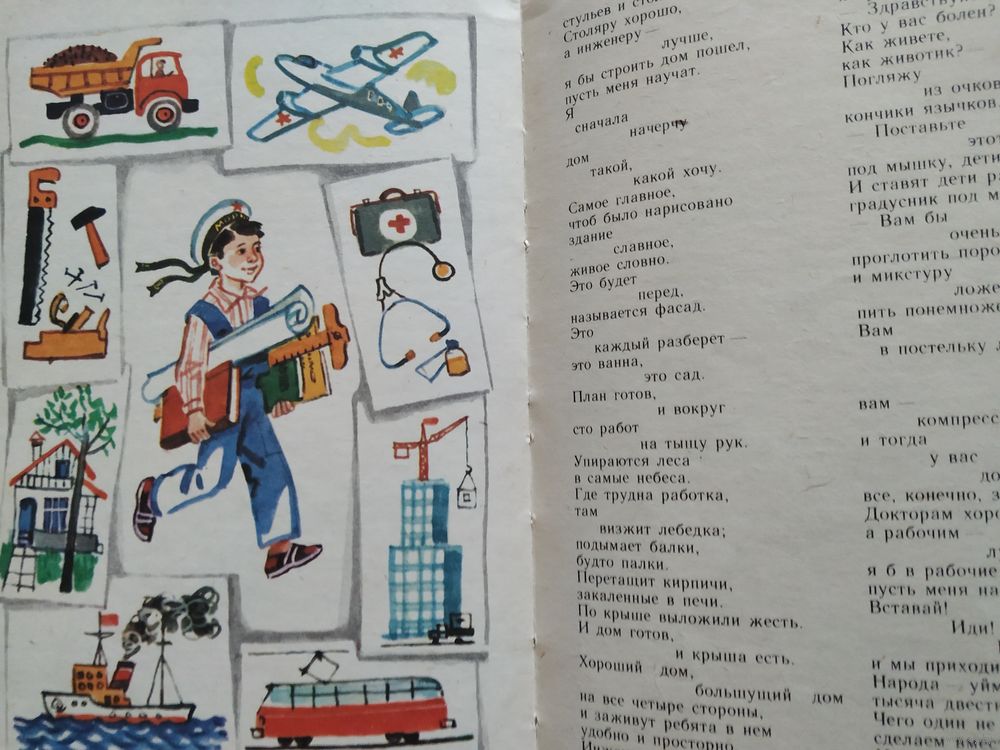 МОРЯ
стульев и
Столяру хорошо,
а инженеру —
лучше,
я бы строить дом пошел,
пусть меня научат.
Я
сначала
начерчу
дом
такой,
какой хочу.
Самое главное,
чтоб было нарисовано
здание
славное,
живое словно.
Это будет
перед,
называется фасад.
Это
каждый разберет —
это ванна,
это сад.
План готов,
и вокруг
сто работ
на тыщу рук.
Упираются леса
в самые небеса.
Где трудна работка,
там
визжит лебедка;
подымает балки,
будто палки.
Перетащит кирпичи,
закаленные в печи.
По крыше выложили жесть.
И дом готов,
и крыша есть.
Хороший дом,
большущий дом
на все четыре стороны,
и заживут ребята в нем
удобно и просторно.
Кто у вас болен?
Как живете,
как животик? —
Погляжу
из очков
кончики язычков.
— Поставьте
этот
под мышку, дети
И ставят дети
градусник под
— Вам бы
очень
проглотить
и микстуру
ложе
пить понемнож
Вам
в постельку
вам —
компресс
и тогда
у вас
до
все, конечно,
Докторам
а рабочим —
я б в рабочие
пусть меня
Вставай!
Иди!
и мы
Народа — уйм
тысяча двест
Чего один не
сделаем